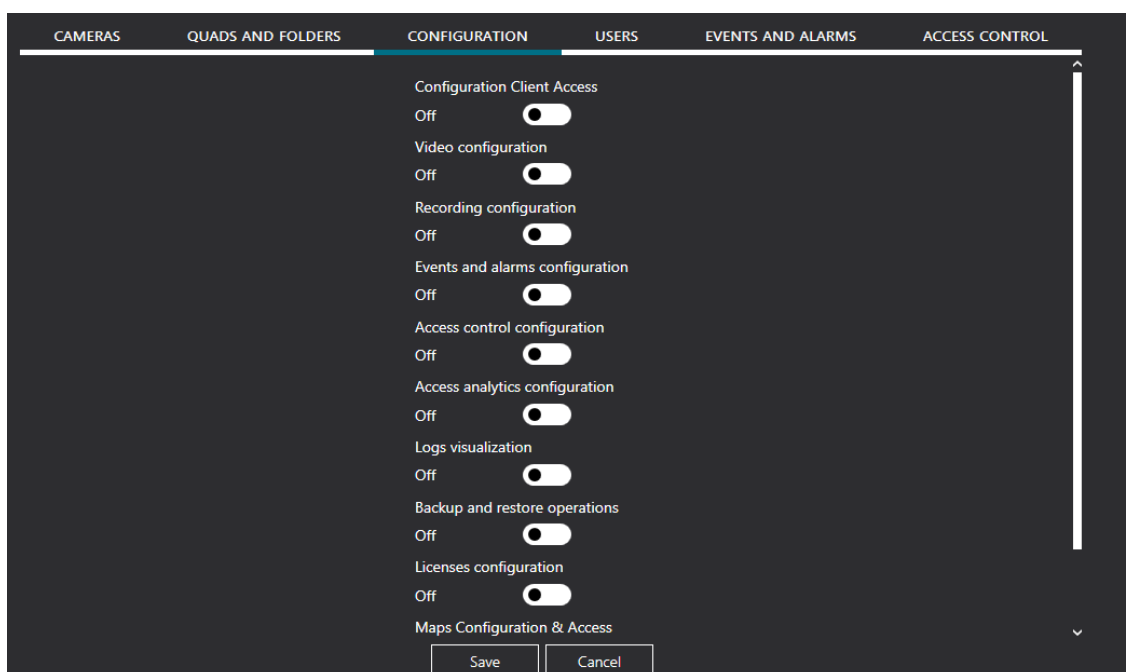 CAMERAS QUADS AND FOLDERS CONFIGURATION USERS EVENTS AND ALARMS ACCESS CONTROL
Configuration Client Access
Off
Video configuration
Off
Recording configuration
Off
Events and alarms configuration
Off
Access control configuration
Off
Access analytics configuration
Off
Logs visualization
Off
Backup and restore operations
Off
Licenses configuration
Off
Maps Configuration & Access
Save Cancel